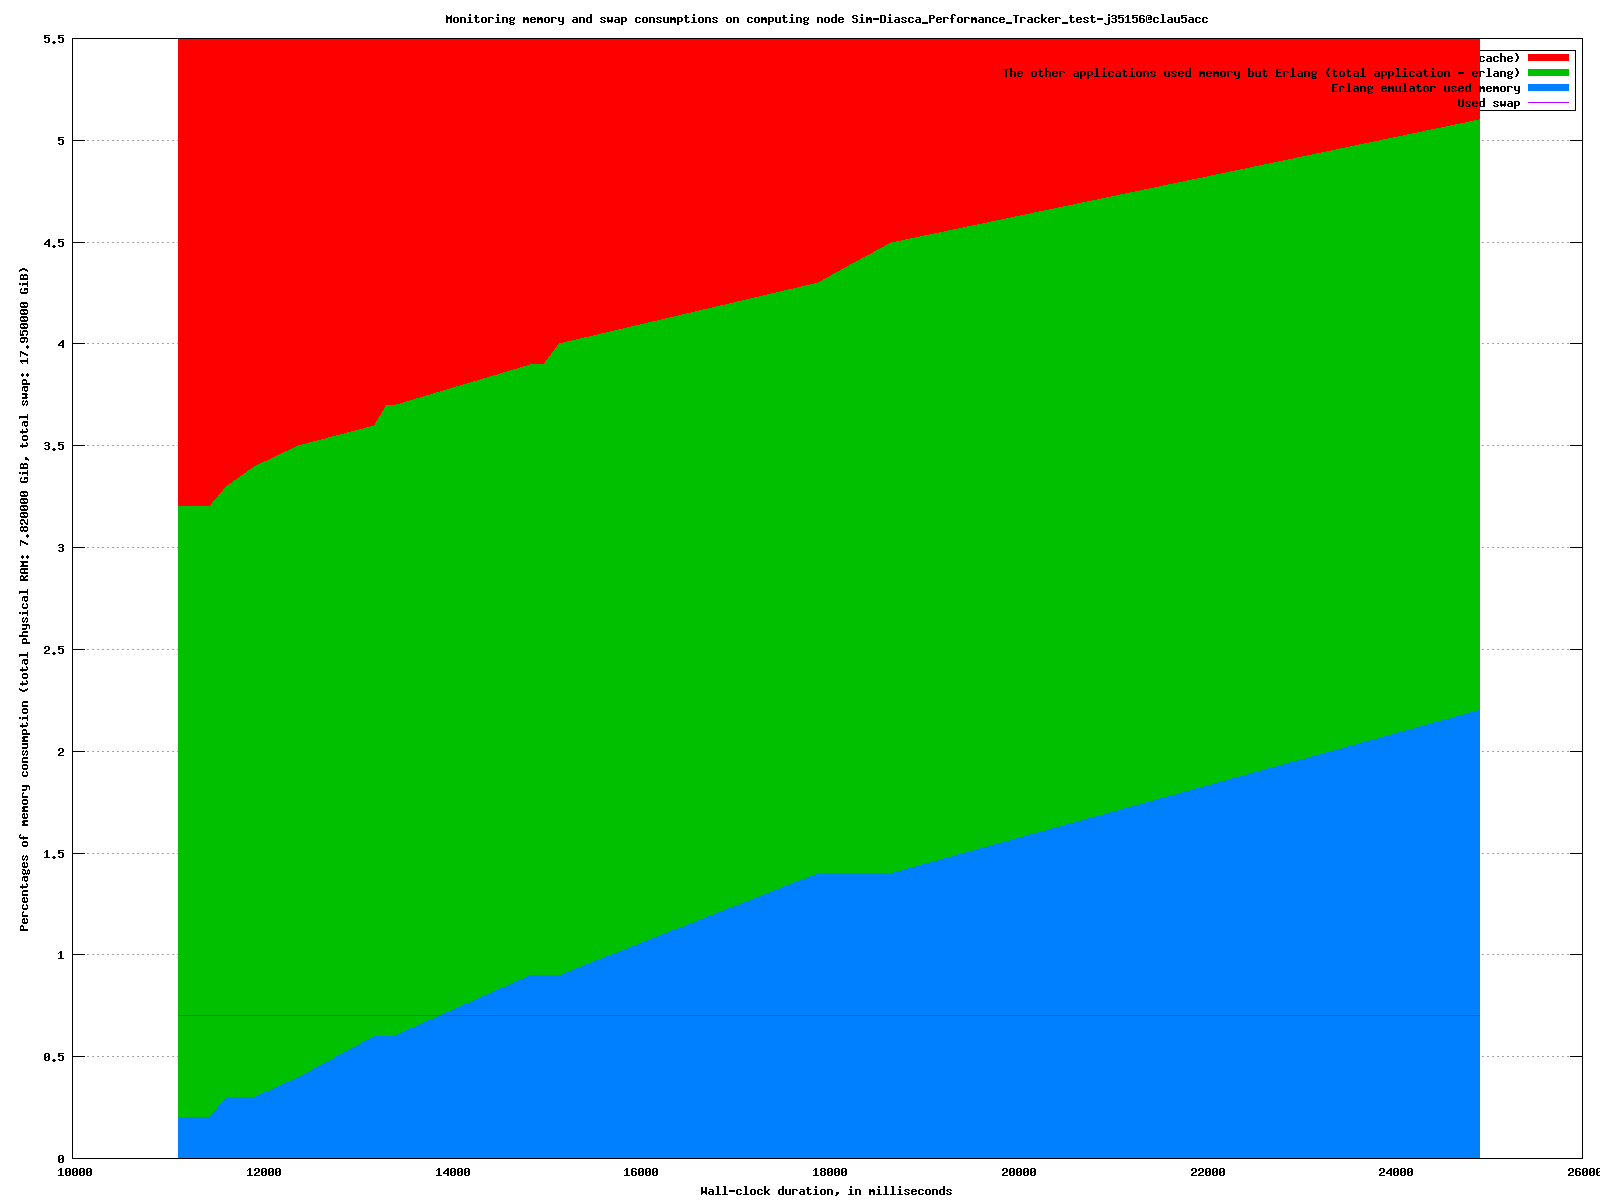 Monitoring memory and swap consumptions on computing node Sim-Diasca_Performance_Tracker_test-j35156@clau5acc
cache)
The other applications used memory but Erlang (total application - erlang)
Erlang emulator used memory
Used swap
5.5
5
4.5
4
3.5
3
2.5
2
1.5
1
0.5
0
Percentages of memory consumption (total physical RAM: 7.820000 GiB, total swap: 17.950000 GiB)
10000 12000 14000 16000 18000 20000 22000 24000 26000
Wall-clock duration, in milliseconds